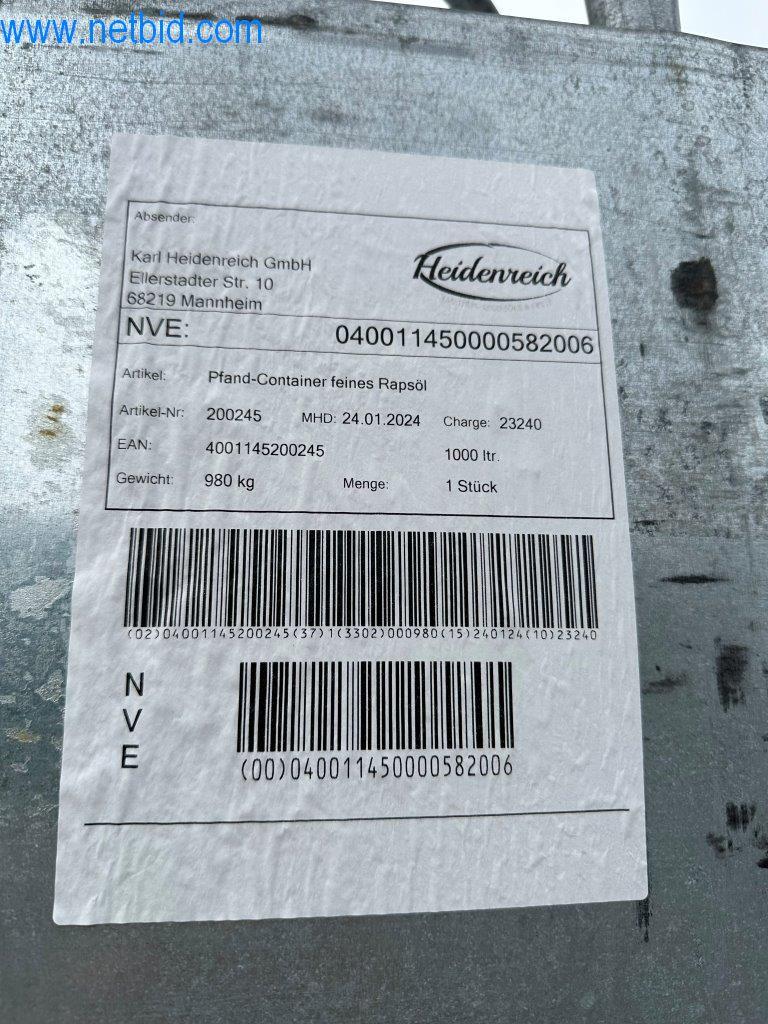 www.netbid.com
Absender:
Karl Heidenreich GmbH
Ellerstadter Str. 10
68219 Mannheim
Heidenreich
NVE: 040011450000582006
Artikel: Pfand-Container feines Rapsöl
Artikel-Nr: 200245 MHD: 24.01.2024 Charge: 23240
EAN: 4001145200245 1000 ltr.
Gewicht: 980 kg Menge: 1 Stück
(02)04001145200245(37)1(3302)000980(15)240124(10)23240
N
V
E
(00)040011450000582006